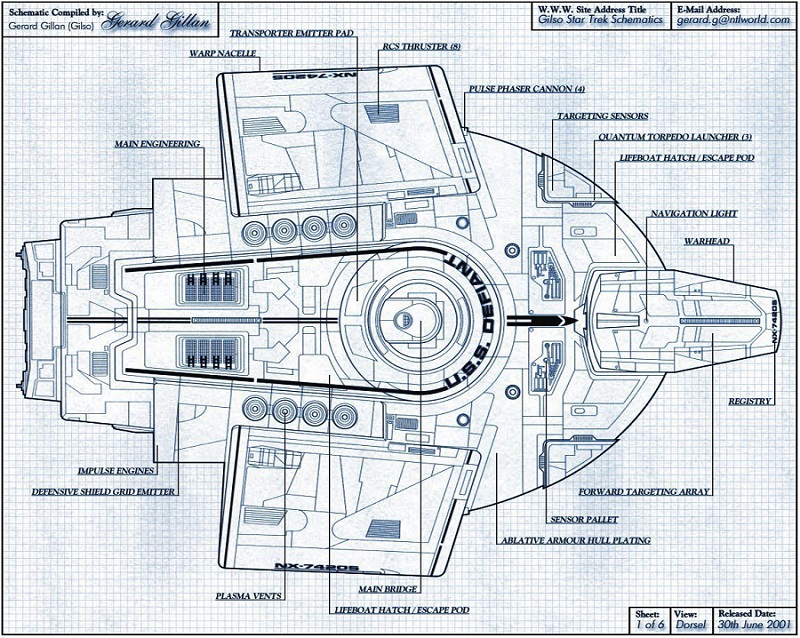 Schematic Compiled by:
Gerard Gillan (Gilso) Gerard Gillan
W.W.W. Site Address Title
Gilso Star Trek Schematics
E-Mail Address:
gerard.g@ntlworld.com
TRANSPORTER EMITTER PAD
RCS THRUSTER (8)
WARP NACELLE
NX-74205
PULSE PHASER CANNON (4)
TARGETING SENSORS
QUANTUM TORPEDO LAUNCHER (3)
MAIN ENGINEERING
LIFEBOAT HATCH / ESCAPE POD
NAVIGATION LIGHT
WARHEAD
U.S.S. DEFIANT
NX-74205
REGISTRY
IMPULSE ENGINES
DEFENSIVE SHIELD GRID EMITTER
FORWARD TARGETING ARRAY
SENSOR PALLET
ABLATIVE ARMOUR HULL PLATING
NX-74205
MAIN BRIDGE
PLASMA VENTS
LIFEBOAT HATCH / ESCAPE POD
Sheet:
1 of 6
View:
Dorsel
Released Date:
30th June 2001